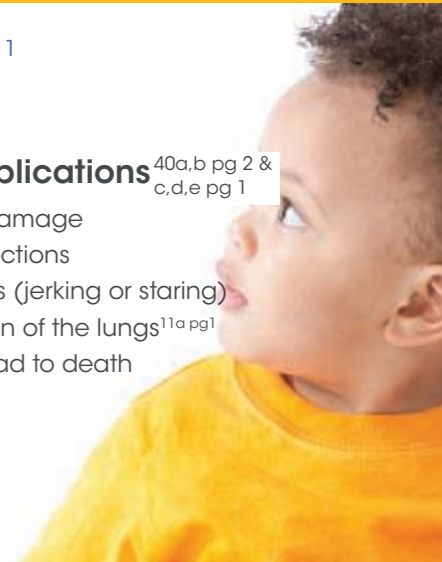 1
plications 40a,b pg 2 &
c,d,e pg 1
amage
ctions
s (jerking or staring)
n of the lungs11a pg1
ad to death